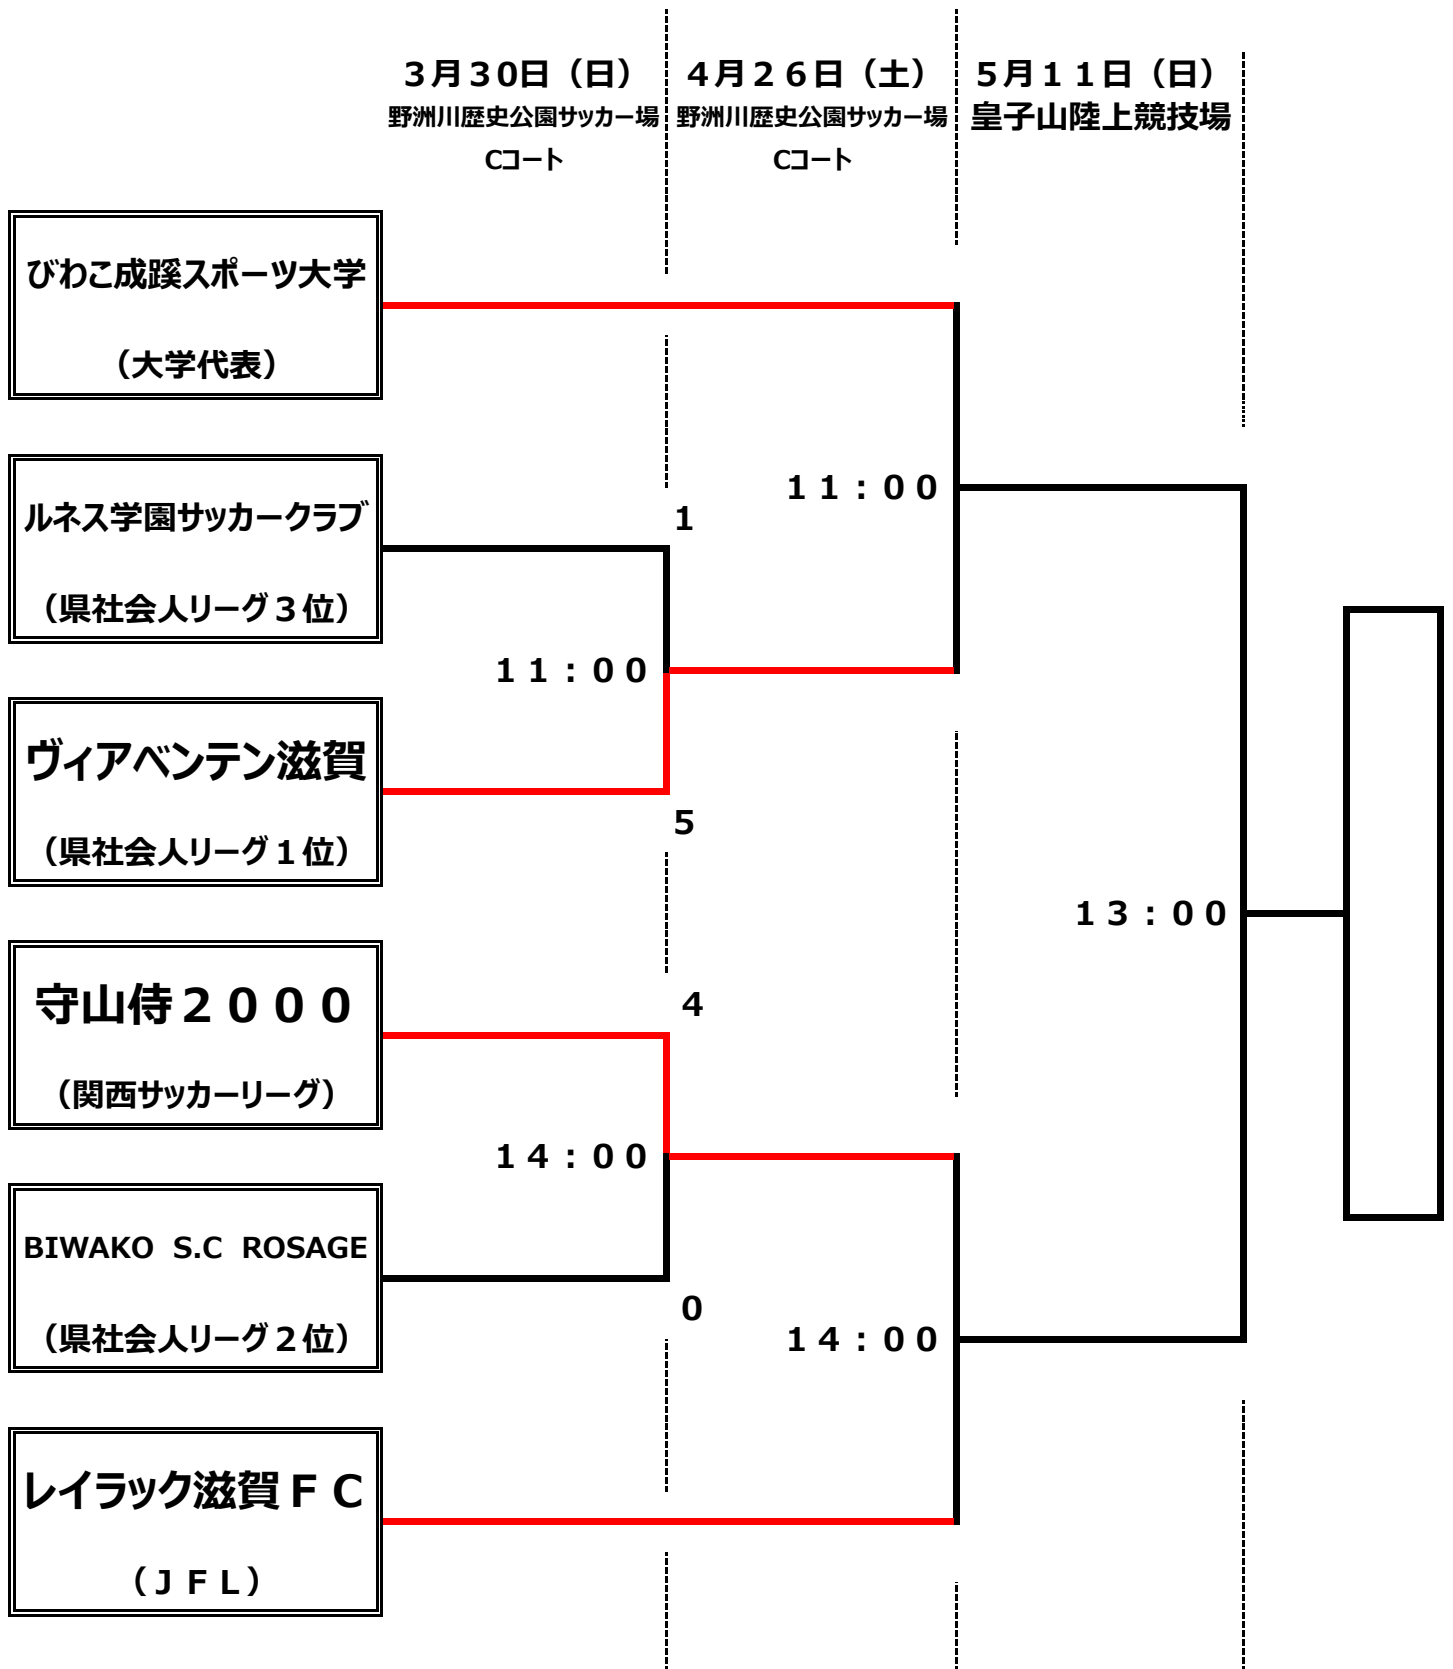 ３月３０日（日）
野洲川歴史公園サッカー場
Cコート
４月２６日（土）
野洲川歴史公園サッカー場
Cコート
５月１１日（日）
皇子山陸上競技場
びわこ成蹊スポーツ大学
（大学代表）
ルネス学園サッカークラブ
（県社会人リーグ３位）
ヴィアベンテン滋賀
（県社会人リーグ１位）
守山侍２０００
（関西サッカーリーグ）
BIWAKO S.C ROSAGE
（県社会人リーグ２位）
レイラック滋賀ＦＣ
（ＪＦＬ）
1
１１：００
5
4
１４：００
0
１１：００
１４：００
１３：００